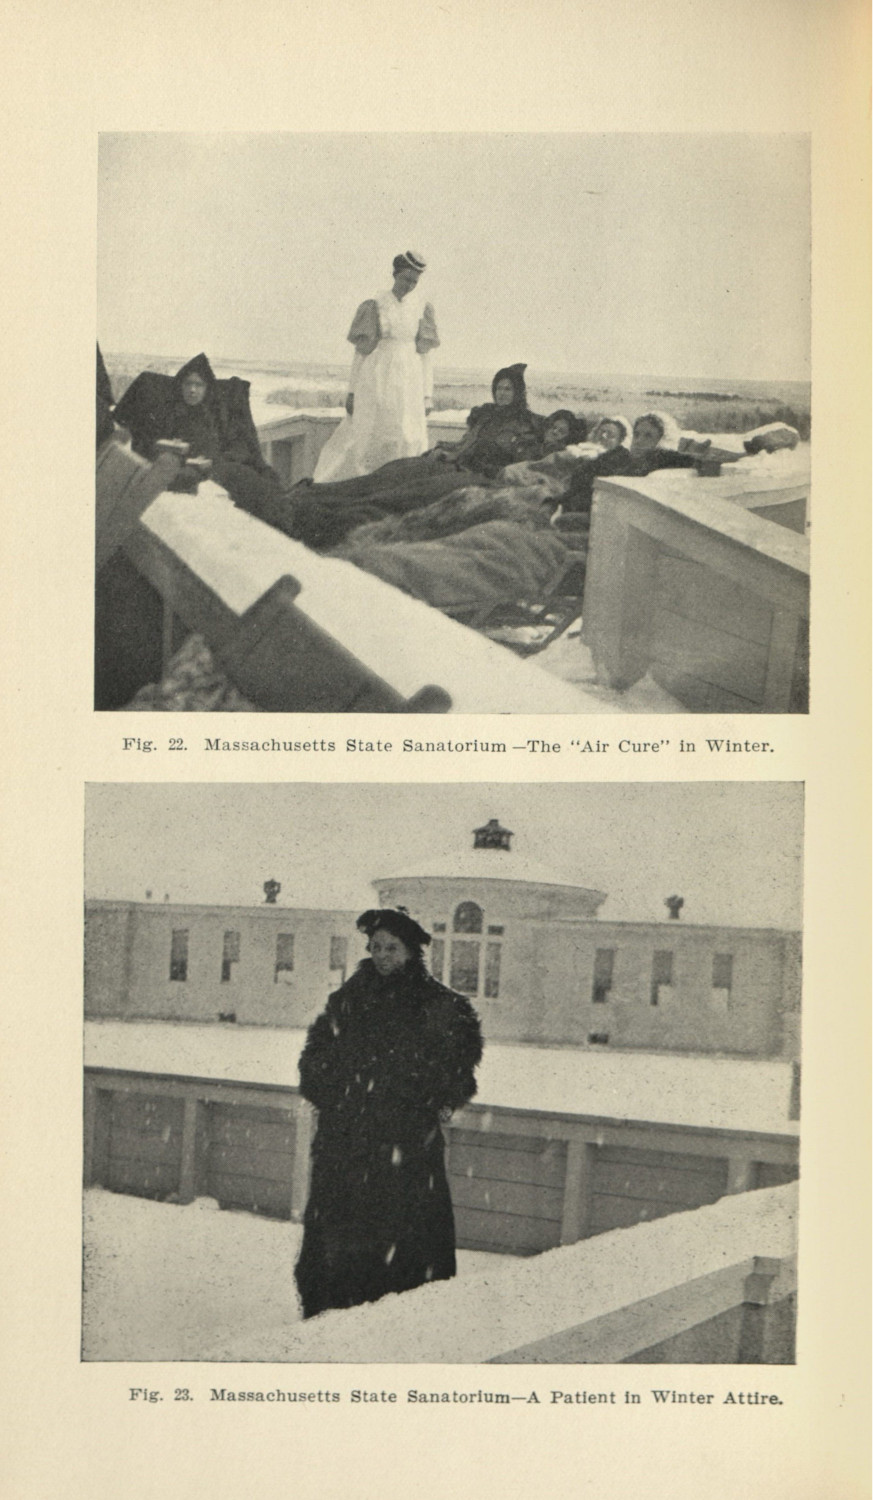 Fig. 22. Massachusetts State Sanatorium—The "Air Cure" in Winter.
Fig. 23. Massachusetts State Sanatorium—A Patient in Winter Attire.